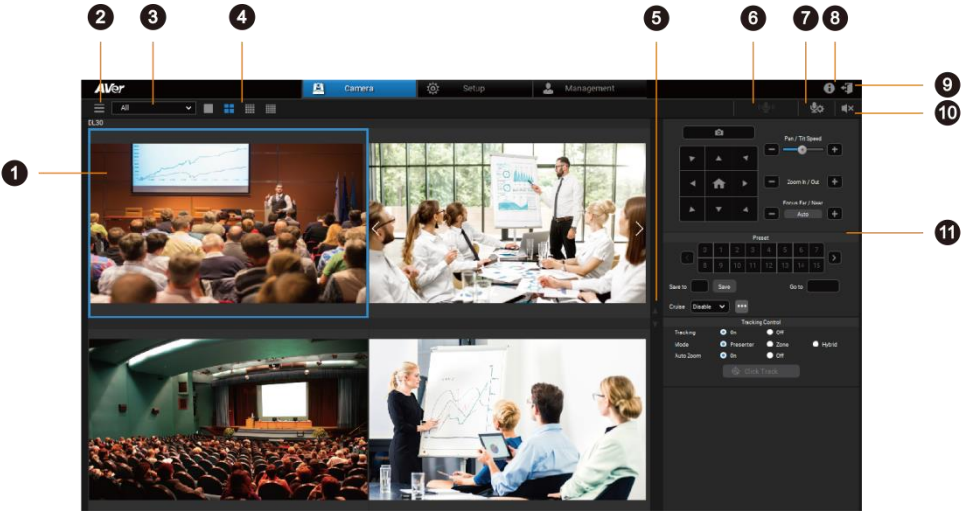 2 3 4 5 6 7 8
AVer Camera Setup Management
9
All
10
DL30
1
Pan / Tilt Speed
Zoom In / Out
Focus Far / Near
Auto
11
Preset
0 1 2 3 4 5 6 7
8 9 10 11 12 13 14 15
Save to Save Go to
Cruise Disable
Tracking Control
Tracking On Off
Mode Presenter Zone Hybrid
Auto Zoom On Off
Click Track